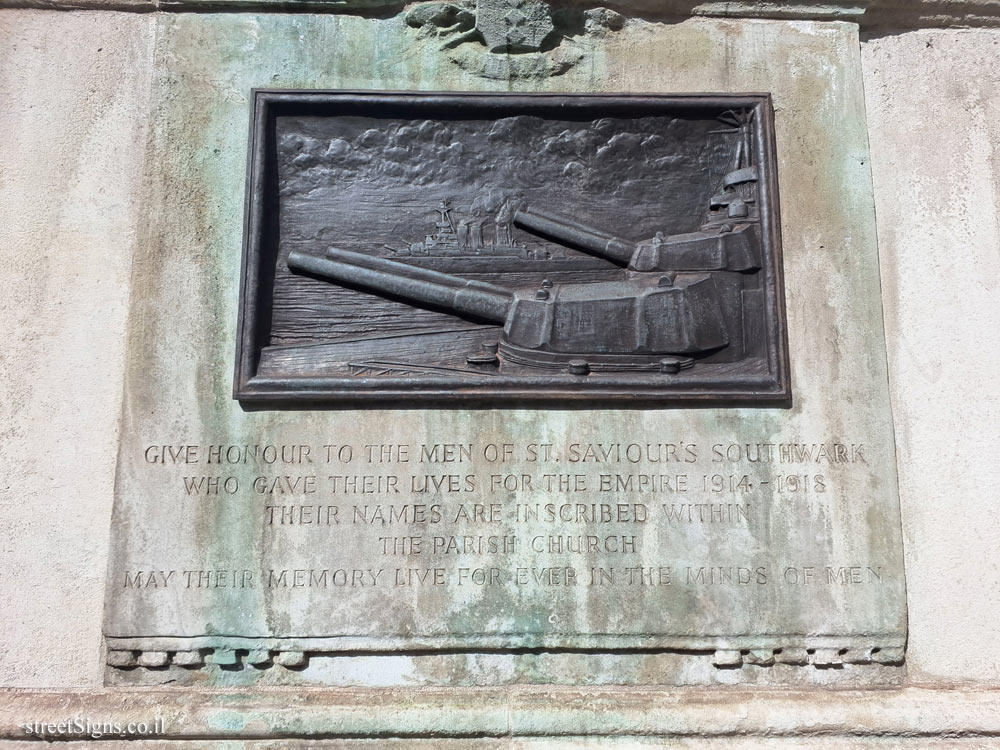 GIVE HONOUR TO THE MEN OF ST. SAVIOUR'S SOUTHWARK
WHO GAVE THEIR LIVES FOR THE EMPIRE 1914-1918
THEIR NAMES ARE INSCRIBED WITHIN
THE PARISH CHURCH
MAY THEIR MEMORY LIVE FOR EVER IN THE MINDS OF MEN
streetSigns.co.il